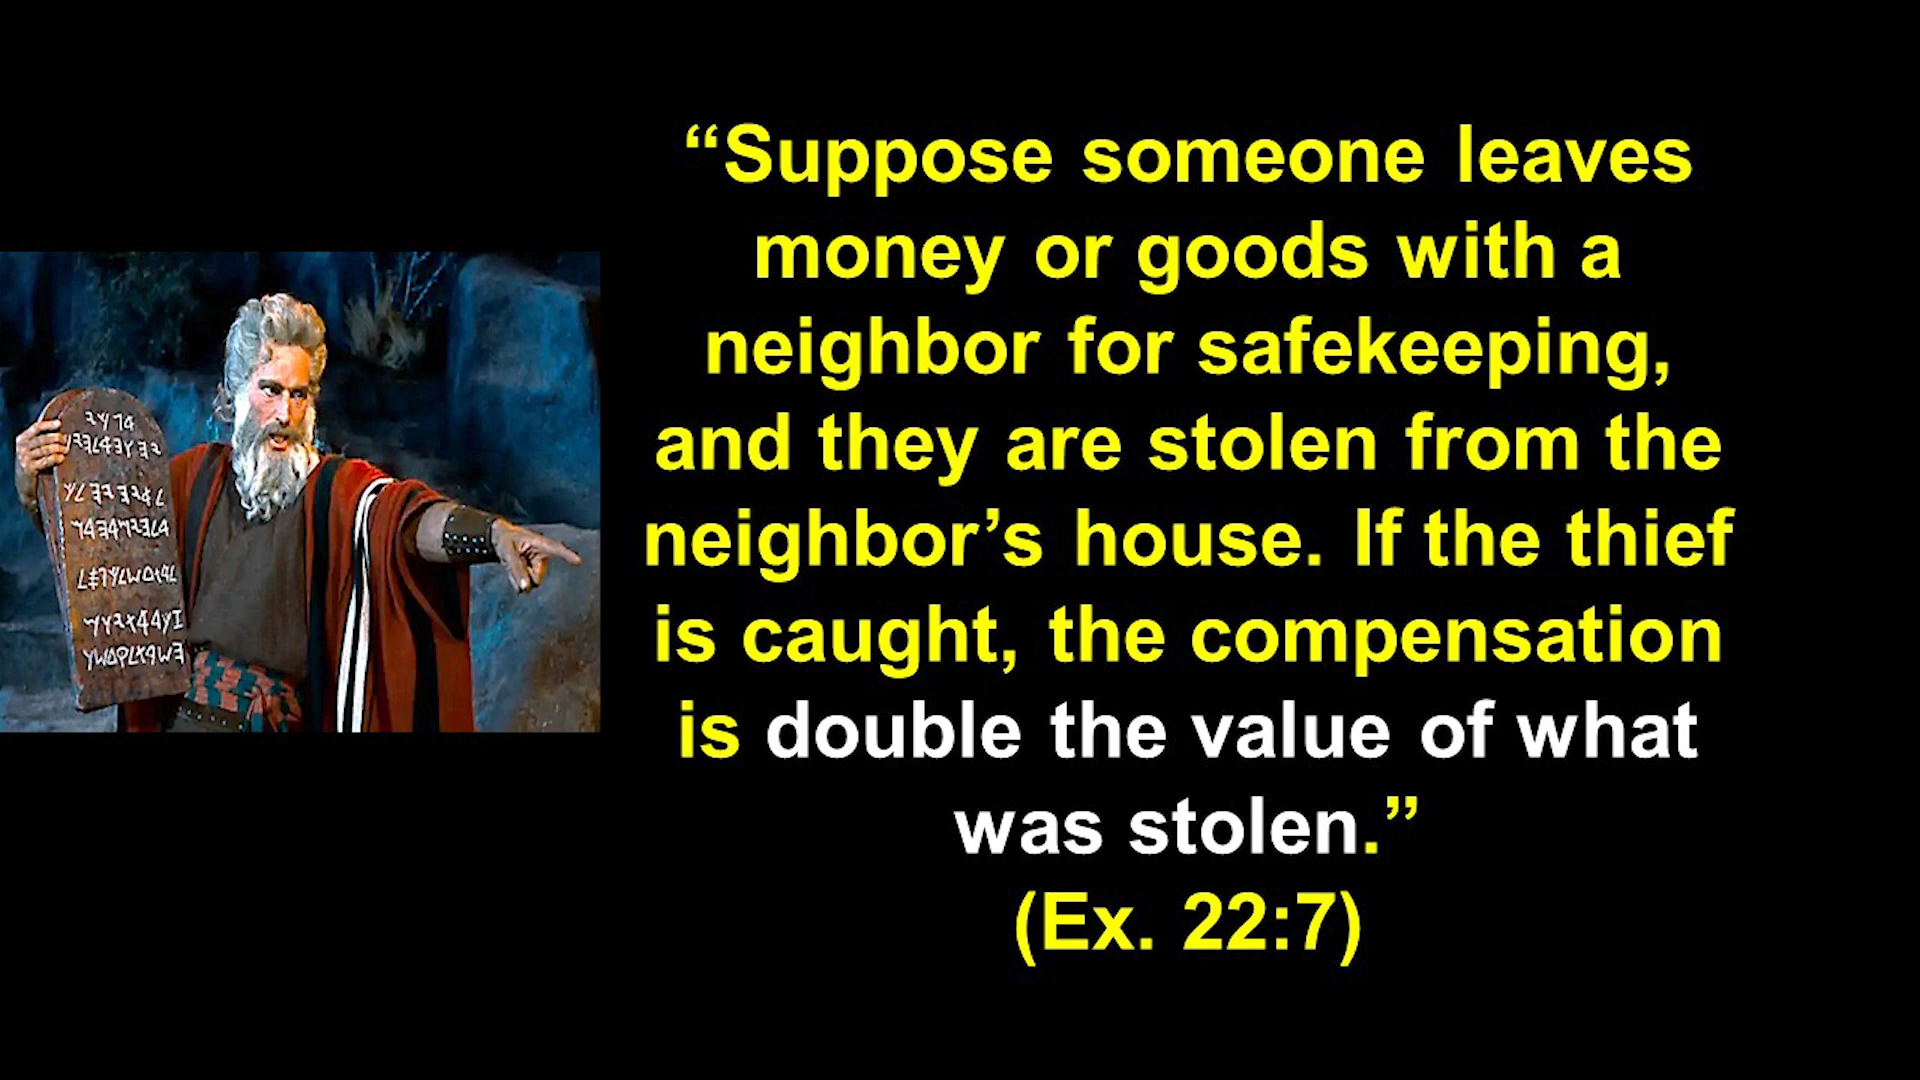 “Suppose someone leaves
money or goods with a
neighbor for safekeeping,
and they are stolen from the
neighbor’s house. If the thief
is caught, the compensation
is double the value of what
was stolen.”
(Ex. 22:7)